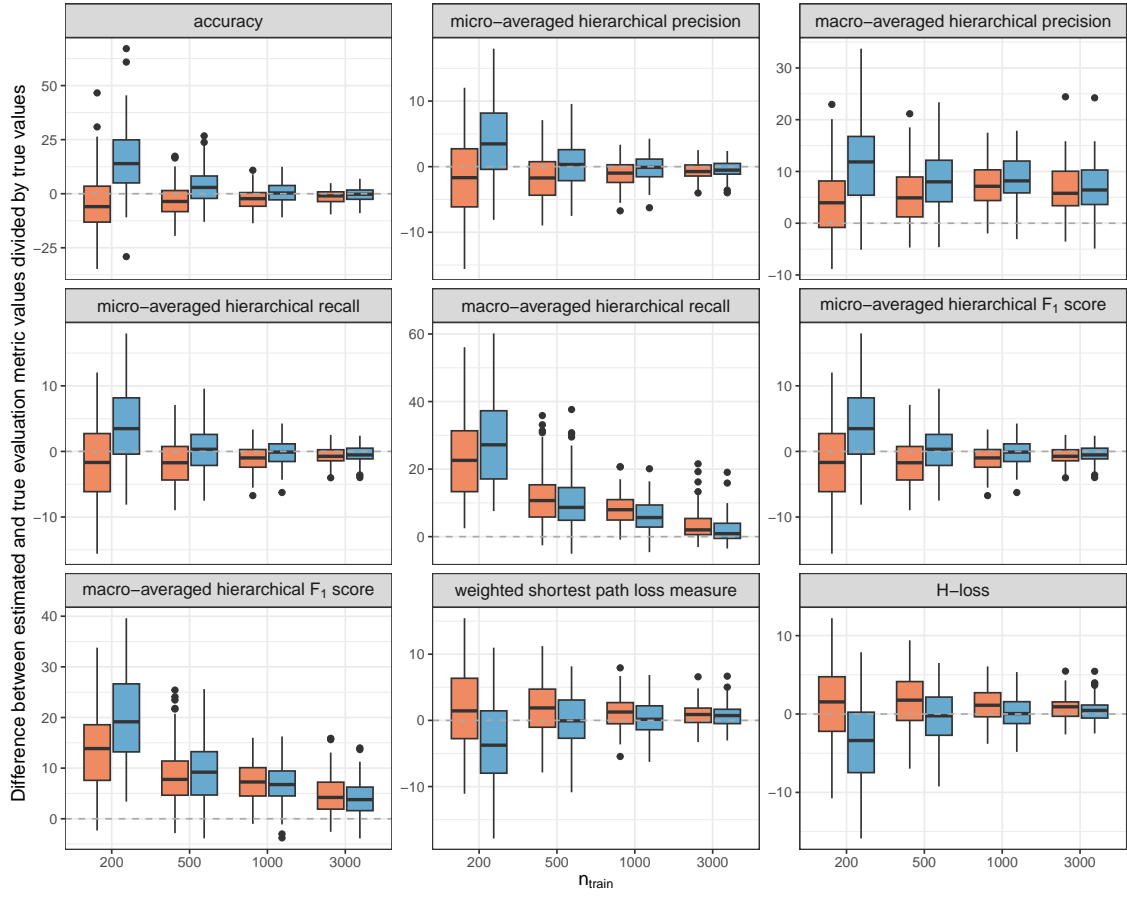 accuracy
micro−averaged hierarchical precision
macro−averaged hierarchical precision
50
25
0
−25
10
0
−10
30
20
10
0
−10
micro−averaged hierarchical recall
macro−averaged hierarchical recall
micro−averaged hierarchical F₁ score
10
0
−10
60
40
20
0
10
0
−10
macro−averaged hierarchical F₁ score
weighted shortest path loss measure
H−loss
40
30
20
10
0
10
0
−10
10
0
−10
200 500 1000 3000
200 500 1000 3000
200 500 1000 3000
n_train
Difference between estimated and true evaluation metric values divided by true values